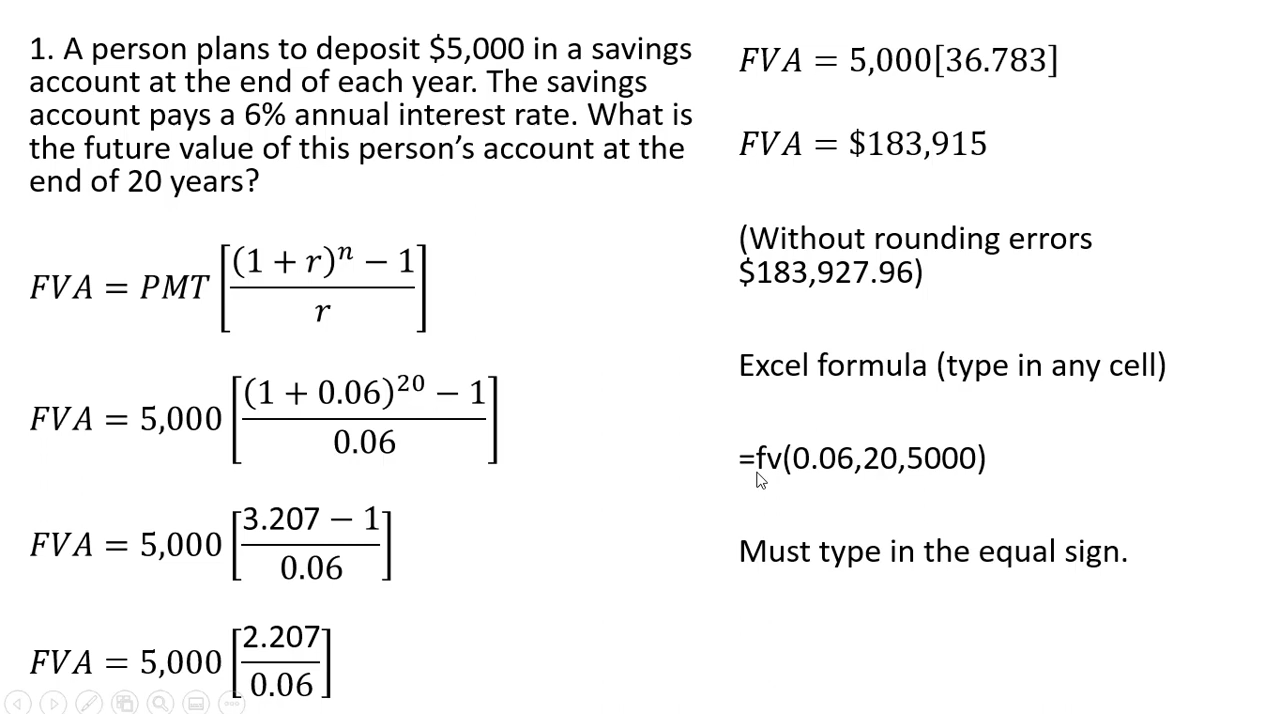 1. A person plans to deposit $5,000 in a savings
account at the end of each year. The savings
account pays a 6% annual interest rate. What is
the future value of this person’s account at the
end of 20 years?
FVA = PMT [((1 + r)^n − 1)/r]
FVA = 5,000 [((1 + 0.06)^20 − 1)/0.06]
FVA = 5,000 [(3.207 − 1)/0.06]
FVA = 5,000 [2.207/0.06]
FVA = 5,000[36.783]
FVA = $183,915
(Without rounding errors
$183,927.96)
Excel formula (type in any cell)
=fv(0.06,20,5000)
Must type in the equal sign.